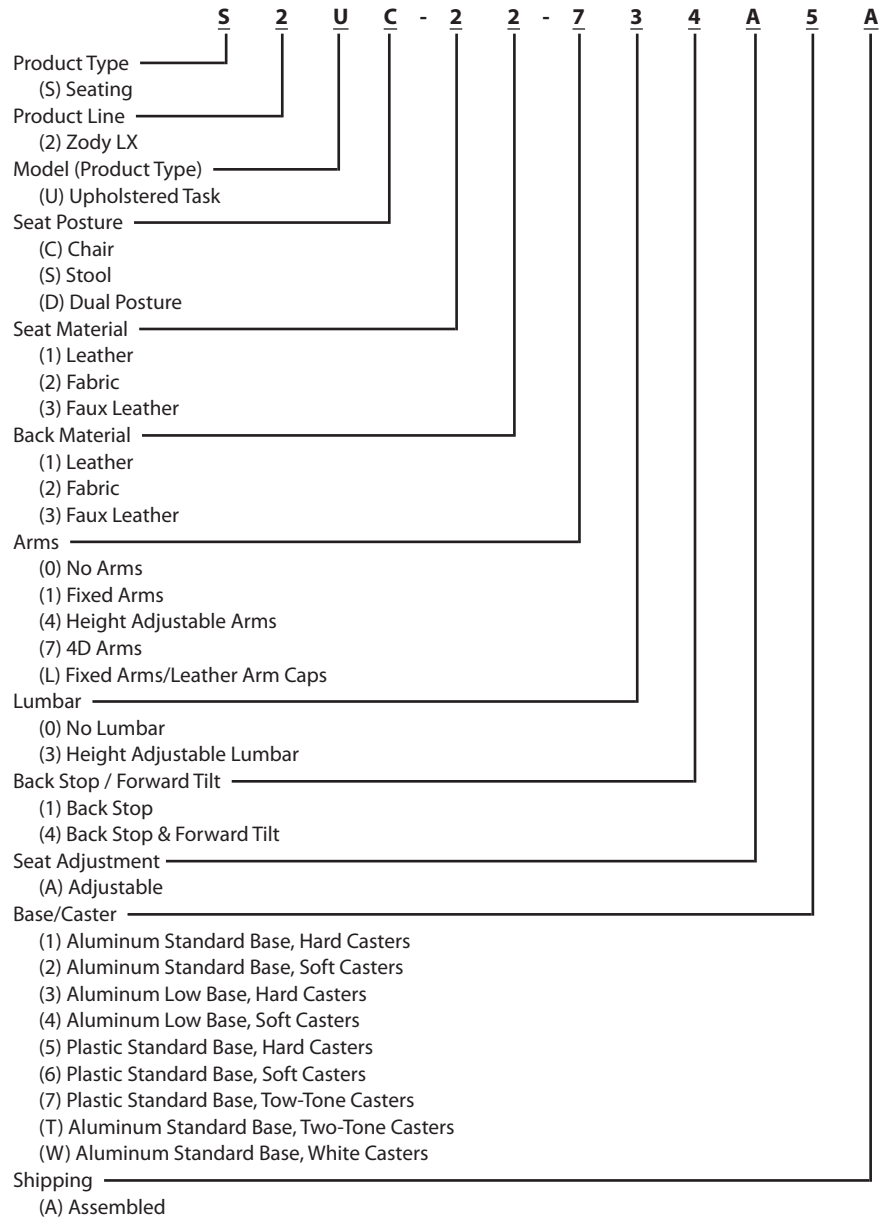 S 2 U C - 2 2 - 7 3 4 A 5 A
Product Type
(S) Seating
Product Line
(2) Zody LX
Model (Product Type)
(U) Upholstered Task
Seat Posture
(C) Chair
(S) Stool
(D) Dual Posture
Seat Material
(1) Leather
(2) Fabric
(3) Faux Leather
Back Material
(1) Leather
(2) Fabric
(3) Faux Leather
Arms
(0) No Arms
(1) Fixed Arms
(4) Height Adjustable Arms
(7) 4D Arms
(L) Fixed Arms/Leather Arm Caps
Lumbar
(0) No Lumbar
(3) Height Adjustable Lumbar
Back Stop / Forward Tilt
(1) Back Stop
(4) Back Stop & Forward Tilt
Seat Adjustment
(A) Adjustable
Base/Caster
(1) Aluminum Standard Base, Hard Casters
(2) Aluminum Standard Base, Soft Casters
(3) Aluminum Low Base, Hard Casters
(4) Aluminum Low Base, Soft Casters
(5) Plastic Standard Base, Hard Casters
(6) Plastic Standard Base, Soft Casters
(7) Plastic Standard Base, Tow-Tone Casters
(T) Aluminum Standard Base, Two-Tone Casters
(W) Aluminum Standard Base, White Casters
Shipping
(A) Assembled